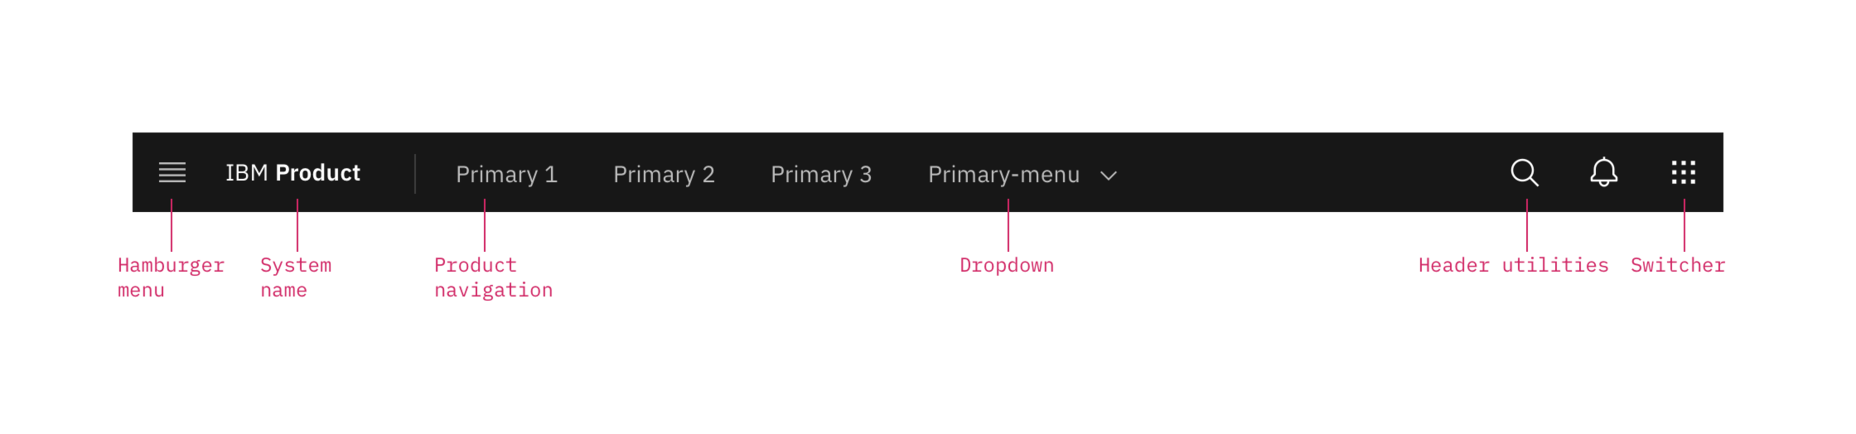 IBM Product
Primary 1
Primary 2
Primary 3
Primary-menu
Hamburger
menu
System
name
Product
navigation
Dropdown
Header utilities
Switcher